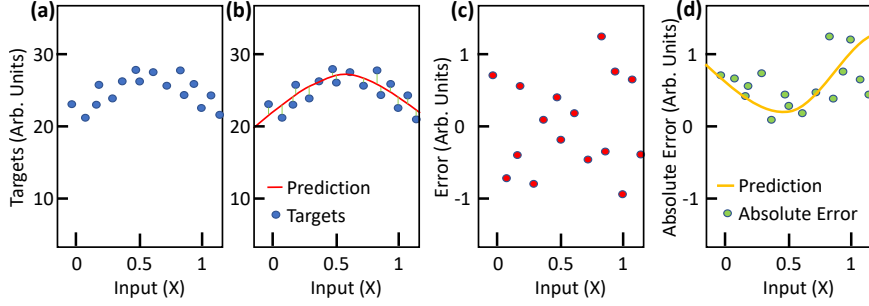 (a)
Targets (Arb. Units)
30
20
10
0
0.5
1
Input (X)
(b)
30
20
10
Prediction
Targets
0
0.5
1
Input (X)
(c)
Error (Arb. Units)
1
0
-1
0
0.5
1
Input (X)
(d)
Absolute Error (Arb. Units)
1
0
-1
Prediction
Absolute Error
0
0.5
1
Input (X)